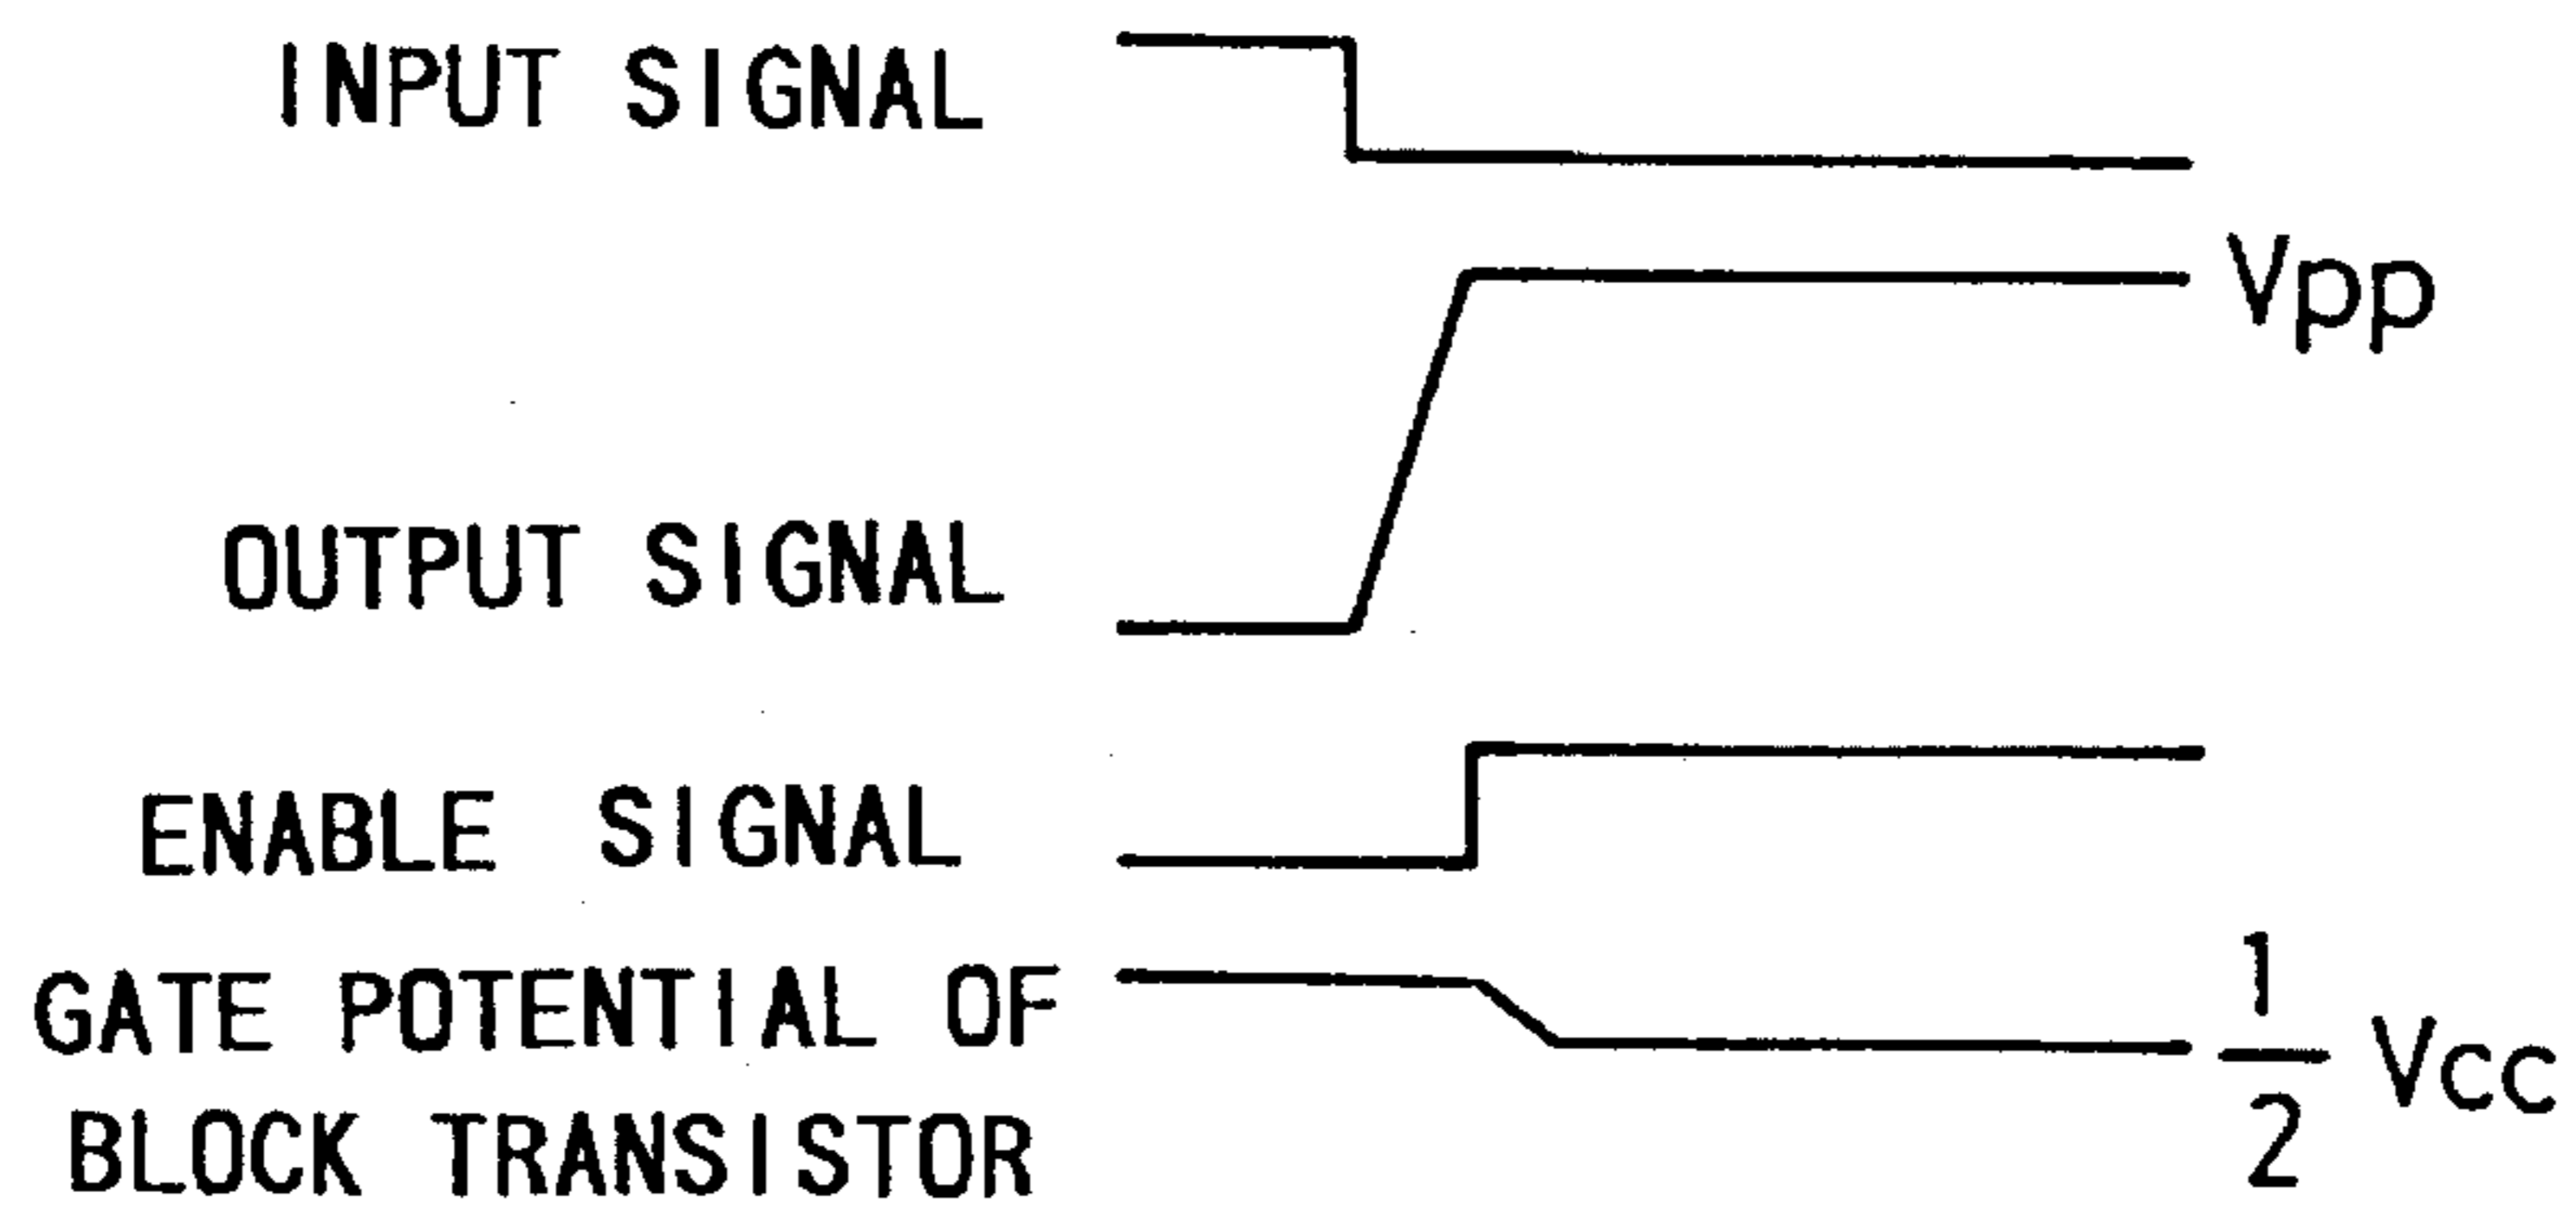 INPUT SIGNAL
Vpp
OUTPUT SIGNAL
ENABLE SIGNAL
GATE POTENTIAL OF
BLOCK TRANSISTOR
1/2 Vcc